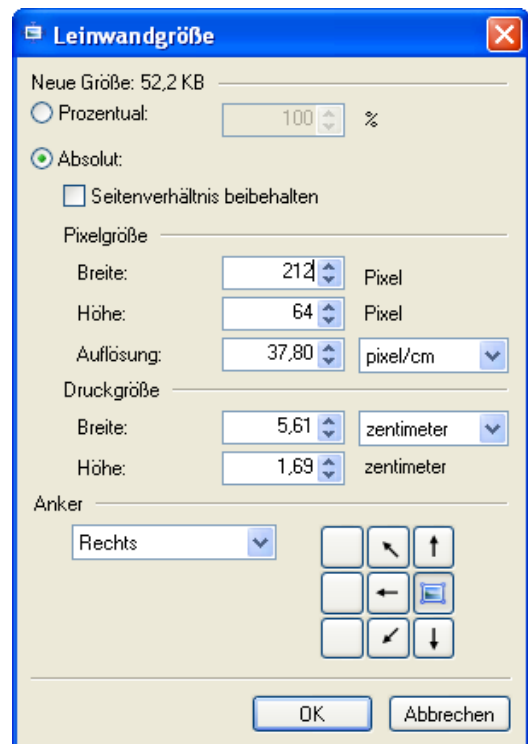 Leinwandgröße
Neue Größe: 52,2 KB
Prozentual: 100 %
Absolut:
Seitenverhältnis beibehalten
Pixelgröße
Breite: 212 Pixel
Höhe: 64 Pixel
Auflösung: 37,80 pixel/cm
Druckgröße
Breite: 5,61 zentimeter
Höhe: 1,69 zentimeter
Anker
Rechts
OK Abbrechen